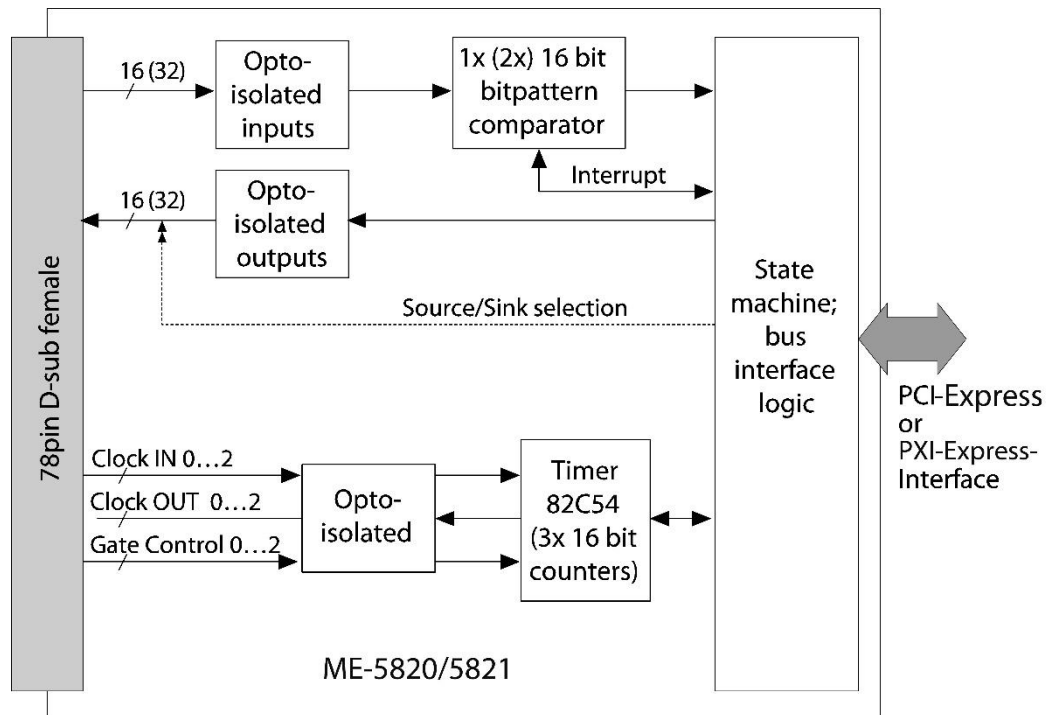 16 (32)
Opto-
isolated
inputs
1x (2x) 16 bit
bitpattern
comparator
Interrupt
16 (32)
Opto-
isolated
outputs
Source/Sink selection
State
machine;
bus
interface
logic
PCI-Express
or
PXI-Express-
Interface
78pin D-sub female
Clock IN 0…2
Clock OUT 0…2
Gate Control 0…2
Opto-
isolated
Timer
82C54
(3x 16 bit
counters)
ME-5820/5821